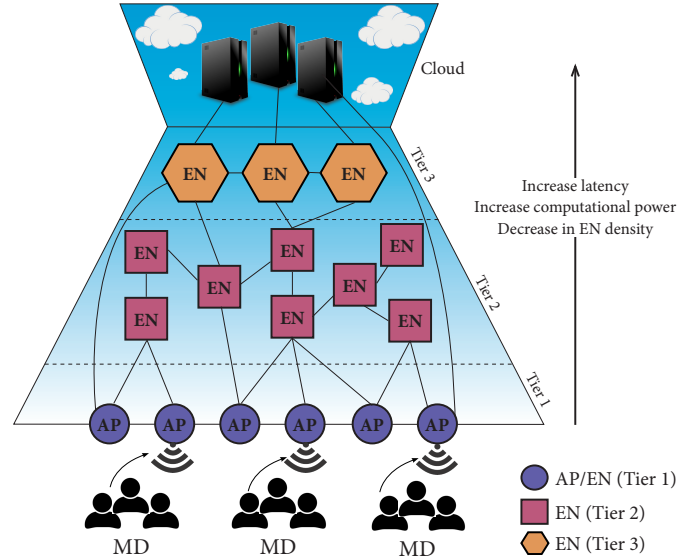 Cloud
Tier 3
EN EN EN
Increase latency
Increase computational power
Decrease in EN density
EN
EN
EN
EN
Tier 2
EN
EN
EN
EN
Tier 1
AP AP AP AP AP AP
AP/EN (Tier 1)
EN (Tier 2)
EN (Tier 3)
MD MD MD